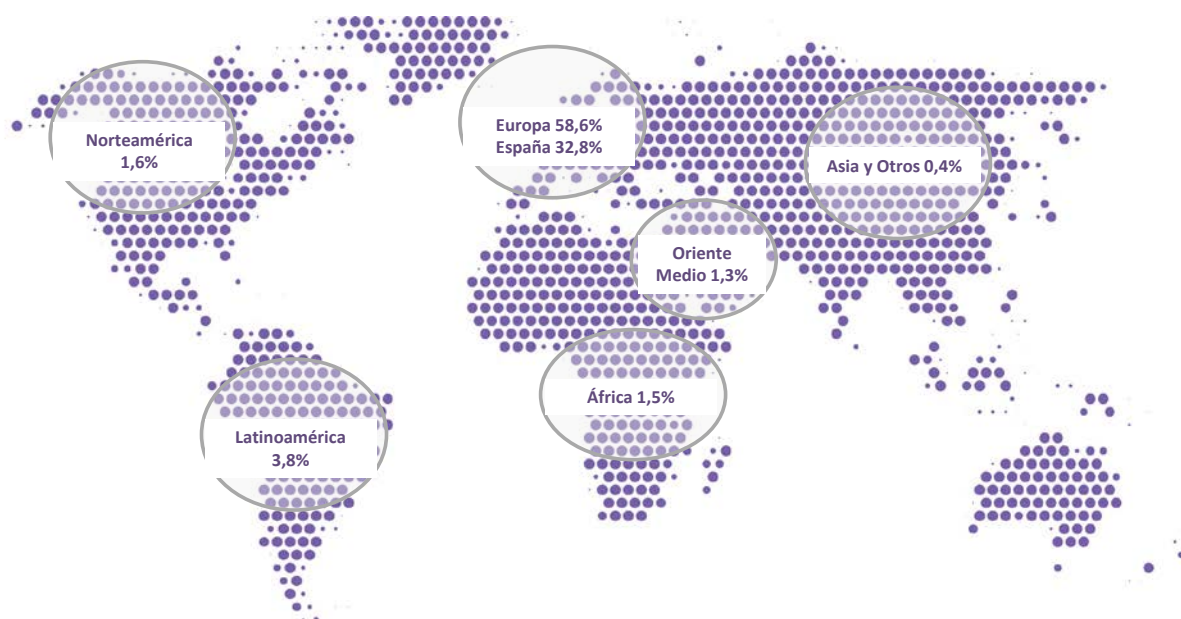 Norteamérica
1,6%
Europa 58,6%
España 32,8%
Asia y Otros 0,4%
Oriente
Medio 1,3%
África 1,5%
Latinoamérica
3,8%